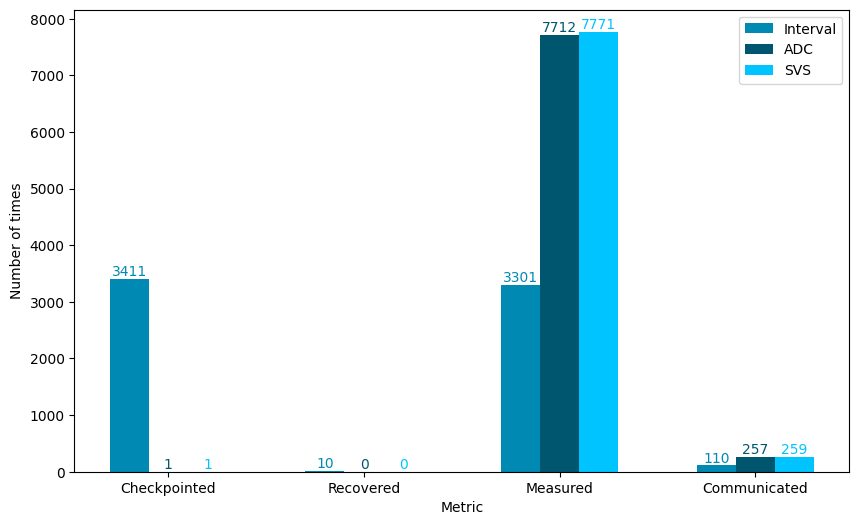 Interval
ADC
SVS
8000
7000
6000
5000
4000
3000
2000
1000
0
Number of times
3411
1
1
10
0
0
3301
7712
7771
110
257
259
Checkpointed
Recovered
Measured
Communicated
Metric